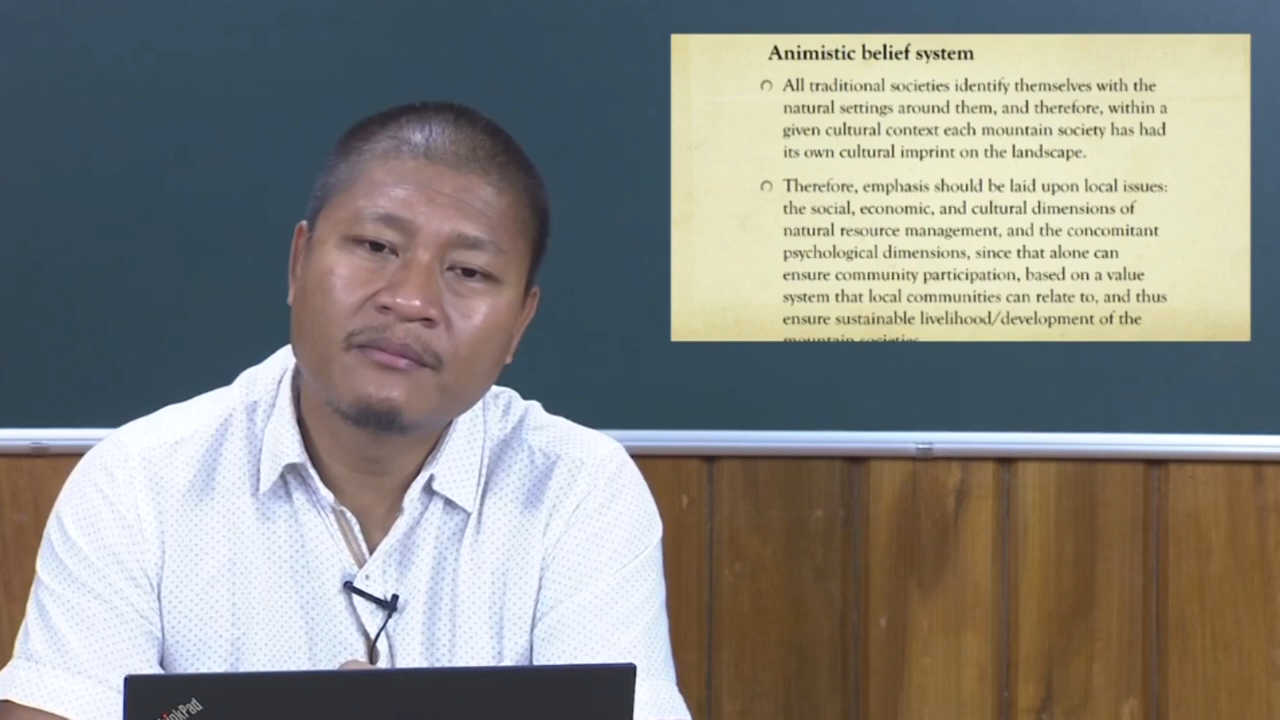 Animistic belief system
All traditional societies identify themselves with the
natural settings around them, and therefore, within a
given cultural context each mountain society has had
its own cultural imprint on the landscape.
Therefore, emphasis should be laid upon local issues:
the social, economic, and cultural dimensions of
natural resource management, and the concomitant
psychological dimensions, since that alone can
ensure community participation, based on a value
system that local communities can relate to, and thus
ensure sustainable livelihood/development of the
mountain societies
ThinkPad